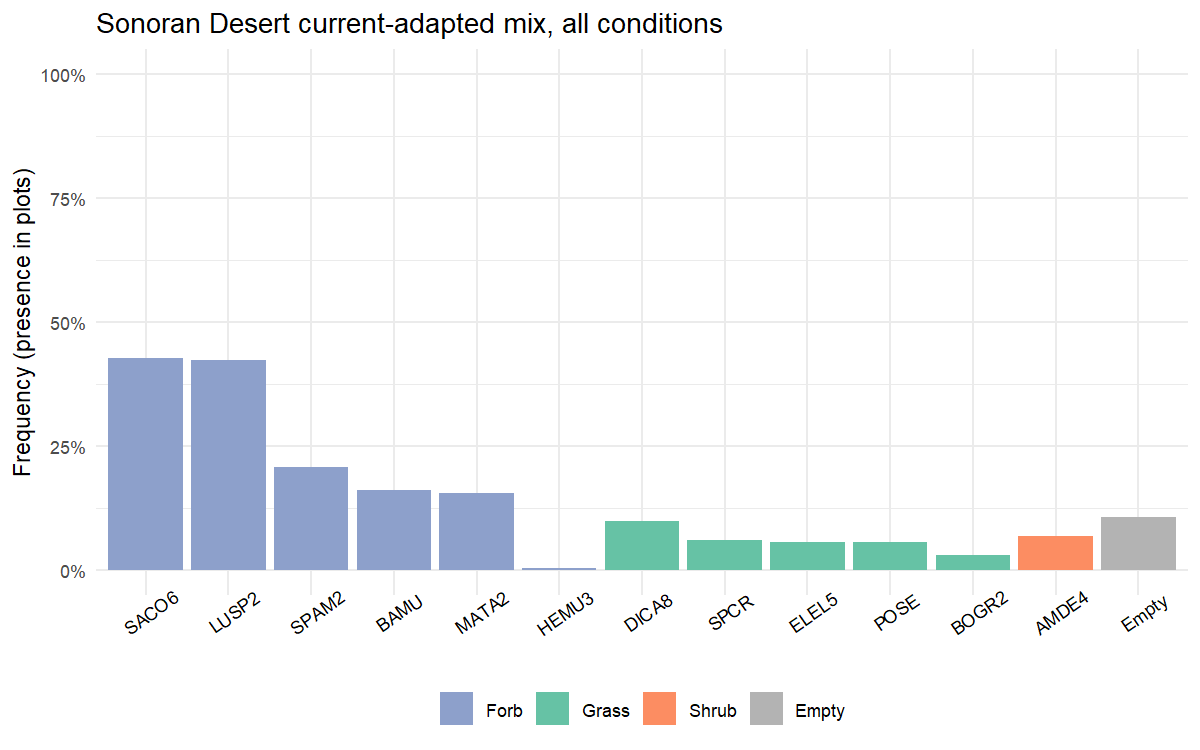 Sonoran Desert current-adapted mix, all conditions
Frequency (presence in plots)
100%
75%
50%
25%
0%
SACO6 LUSP2 SPAM2 BAMU MATA2 HEMU3 DICA8 SPCR ELEL5 POSE BOGR2 AMDE4 Empty
Forb Grass Shrub Empty